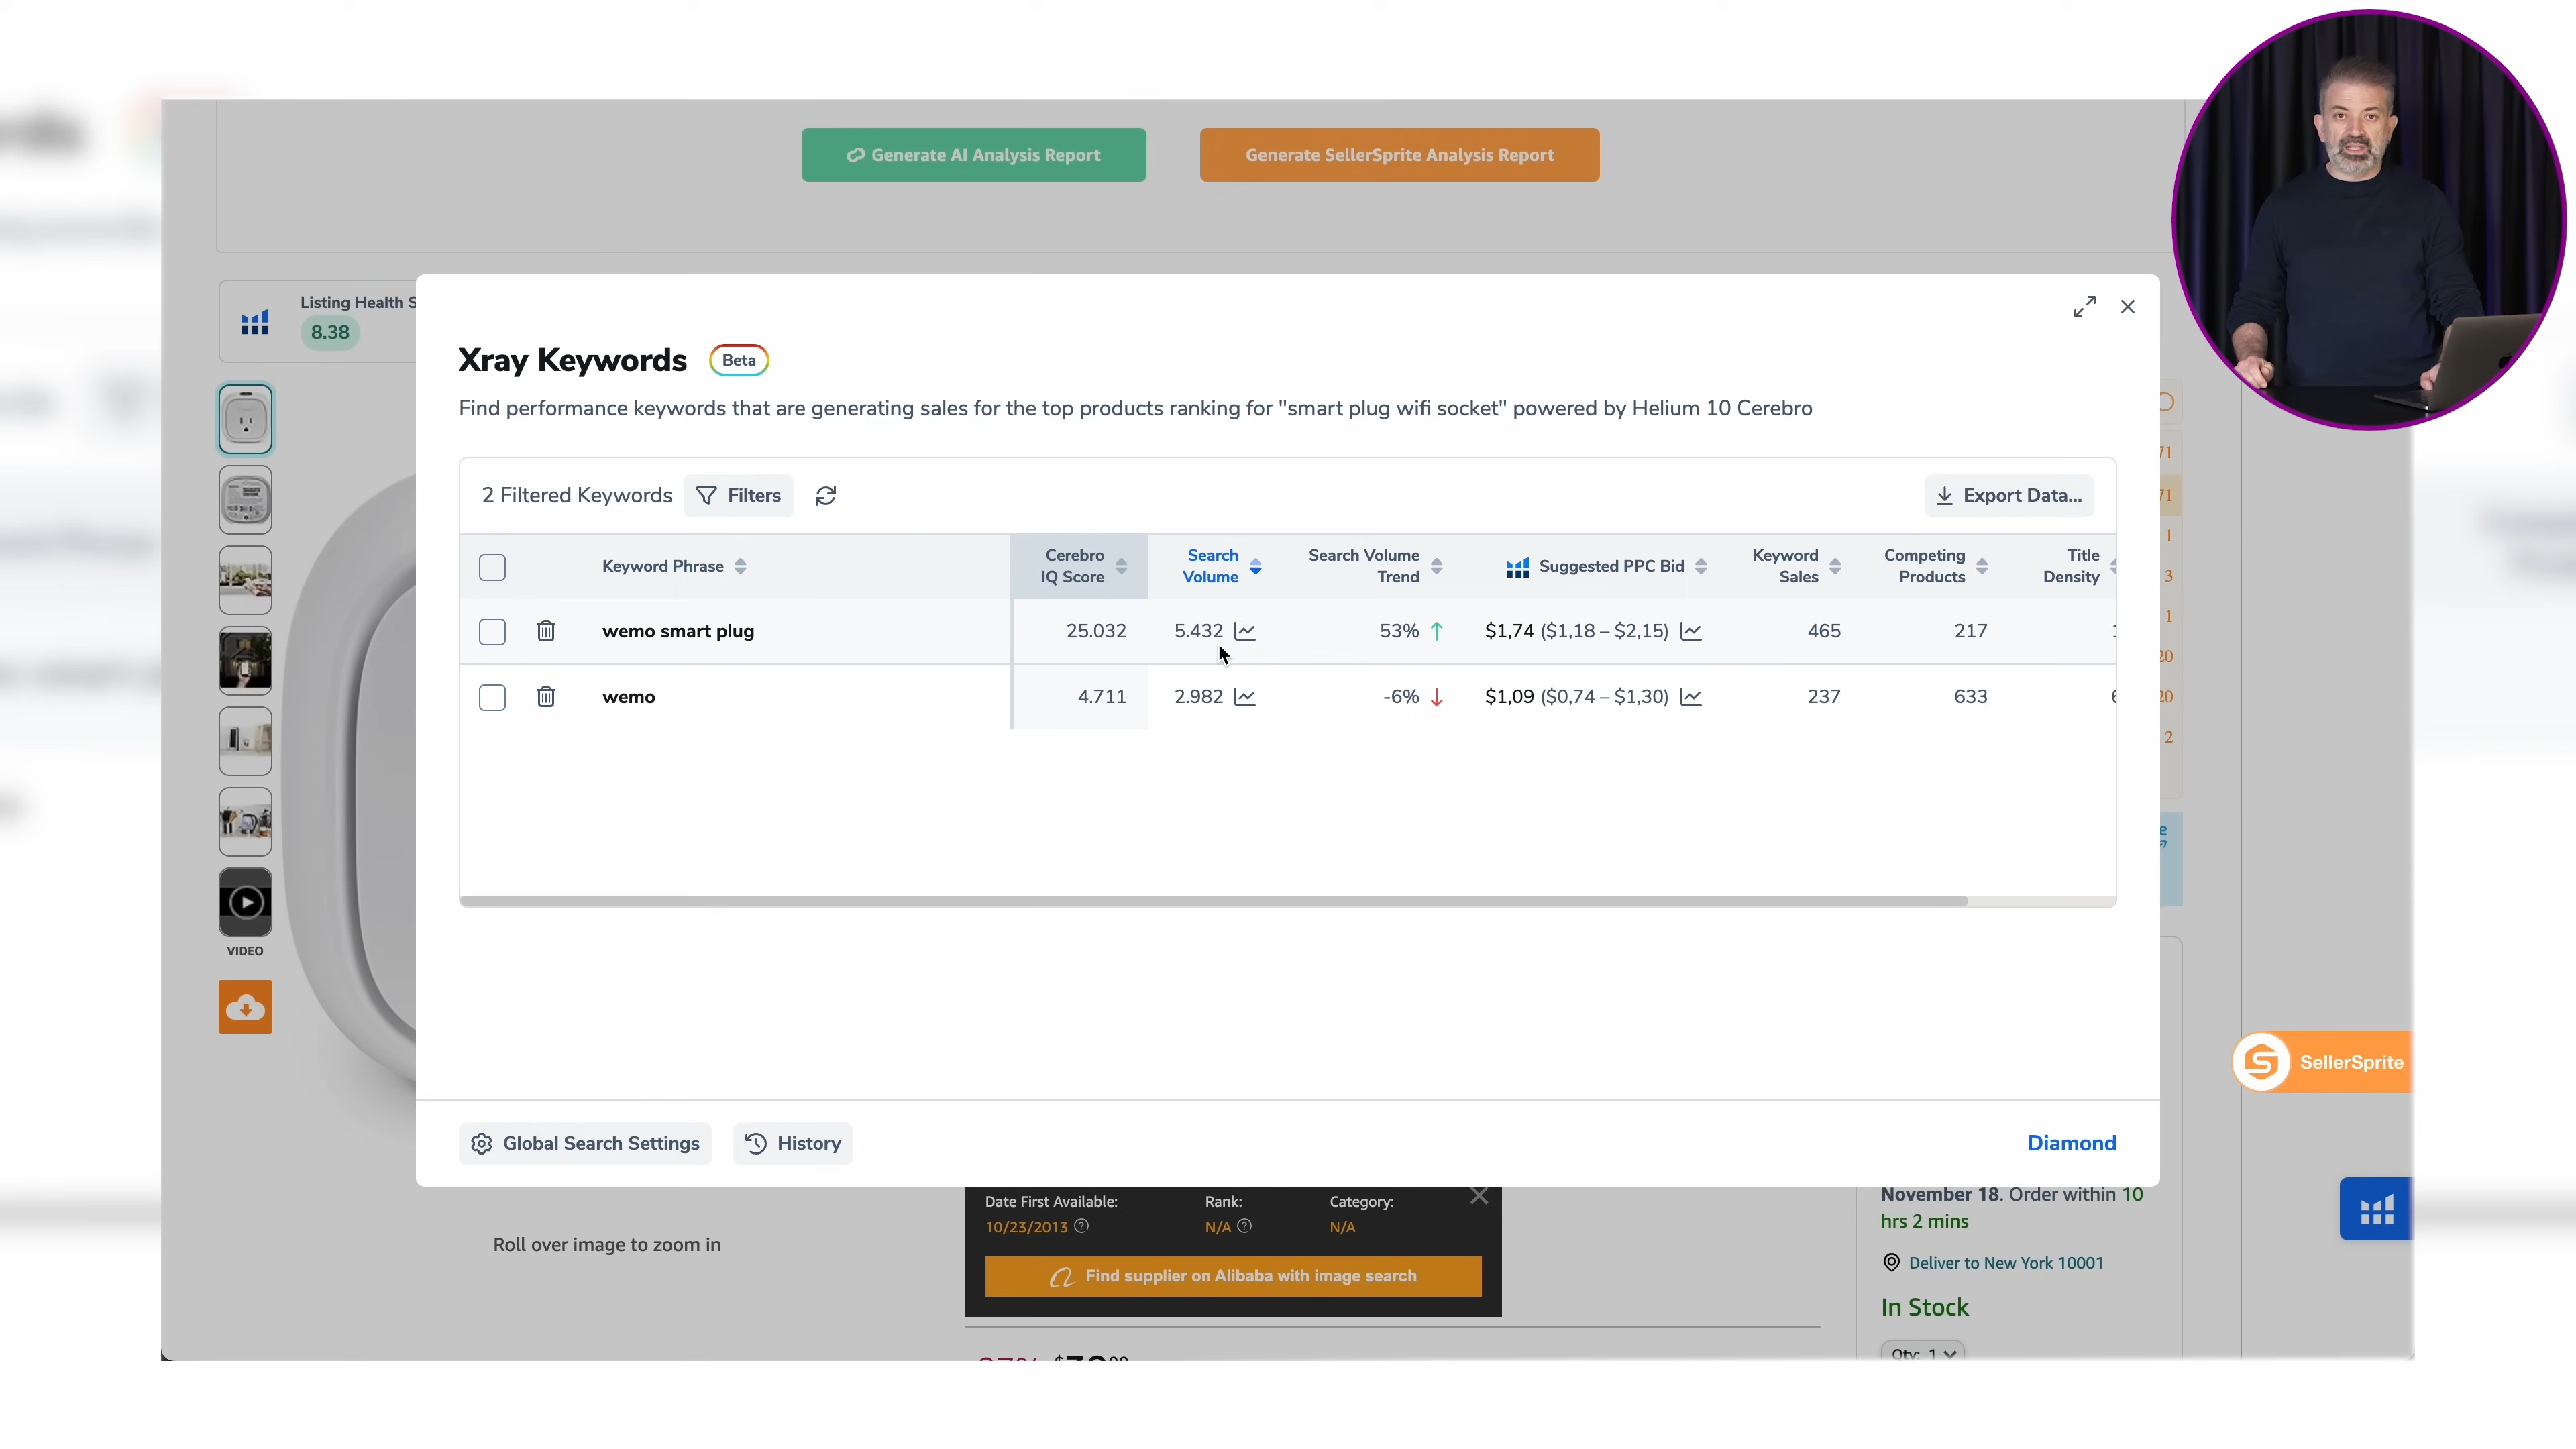 Generate AI Analysis Report
Generate SellerSprite Analysis Report
Listing Health S
8.38
Xray Keywords
Beta
Find performance keywords that are generating sales for the top products ranking for "smart plug wifi socket" powered by Helium 10 Cerebro
2 Filtered Keywords
Filters
Export Data...
Keyword Phrase
Cerebro IQ Score
Search Volume
Search Volume Trend
Suggested PPC Bid
Keyword Sales
Competing Products
Title Density
wemo smart plug
25.032
5.432
53%
$1,74 ($1,18 – $2,15)
465
217
wemo
4.711
2.982
-6%
$1,09 ($0,74 – $1,30)
237
633
VIDEO
SellerSprite
Global Search Settings
History
Diamond
Date First Available:
Rank:
Category:
10/23/2013
N/A
N/A
Find supplier on Alibaba with image search
Roll over image to zoom in
November 18. Order within 10
hrs 2 mins
Deliver to New York 10001
In Stock
Qty: 1